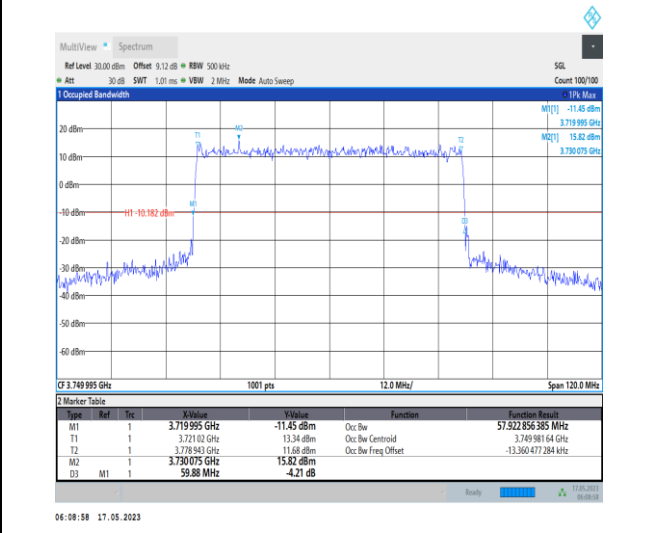 MultiView Spectrum
Ref Level 30.00 dBm Offset 9.12 dB RBW 500 kHz SGL
Att 30 dB SWT 1.01 ms VBW 2 MHz Mode Auto Sweep Count 100/100
1 Occupied Bandwidth 1Pk Max
M1[1] -11.45 dBm
3.719 995 GHz
M2[1] 15.82 dBm
3.730 075 GHz
20 dBm
T1
M2
T2
10 dBm
0 dBm
M1
-10 dBm
H1 -10.182 dBm
D3
-20 dBm
-30 dBm
-40 dBm
-50 dBm
-60 dBm
CF 3.749 995 GHz 1001 pts 12.0 MHz/ Span 120.0 MHz
2 Marker Table
Type Ref Trc X-Value Y-Value Function Function Result
M1 1 3.719 995 GHz -11.45 dBm Occ Bw 57.922 856 385 MHz
T1 1 3.721 02 GHz 13.34 dBm Occ Bw Centroid 3.749 981 64 GHz
T2 1 3.778 943 GHz 11.68 dBm Occ Bw Freq Offset -13.360 477 284 kHz
M2 1 3.730 075 GHz 15.82 dBm
D3 M1 1 59.88 MHz -4.21 dB
Ready 17.05.2023
06:08:58
06:08:58 17.05.2023